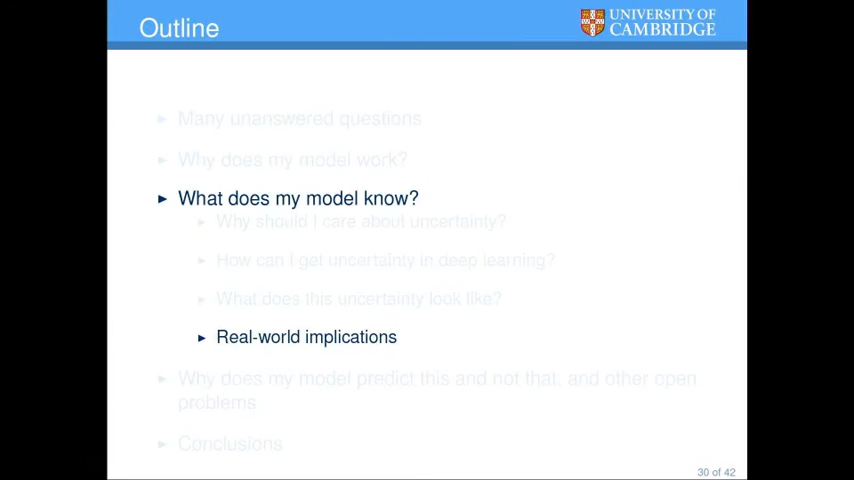 Outline
UNIVERSITY OF
CAMBRIDGE
► Many unanswered questions
► Why does my model work?
► What does my model know?
► Why should I care about uncertainty?
► How can I get uncertainty in deep learning?
► What does this uncertainty look like?
► Real-world implications
► Why does my model predict this and not that, and other open
problems
► Conclusions
30 of 42